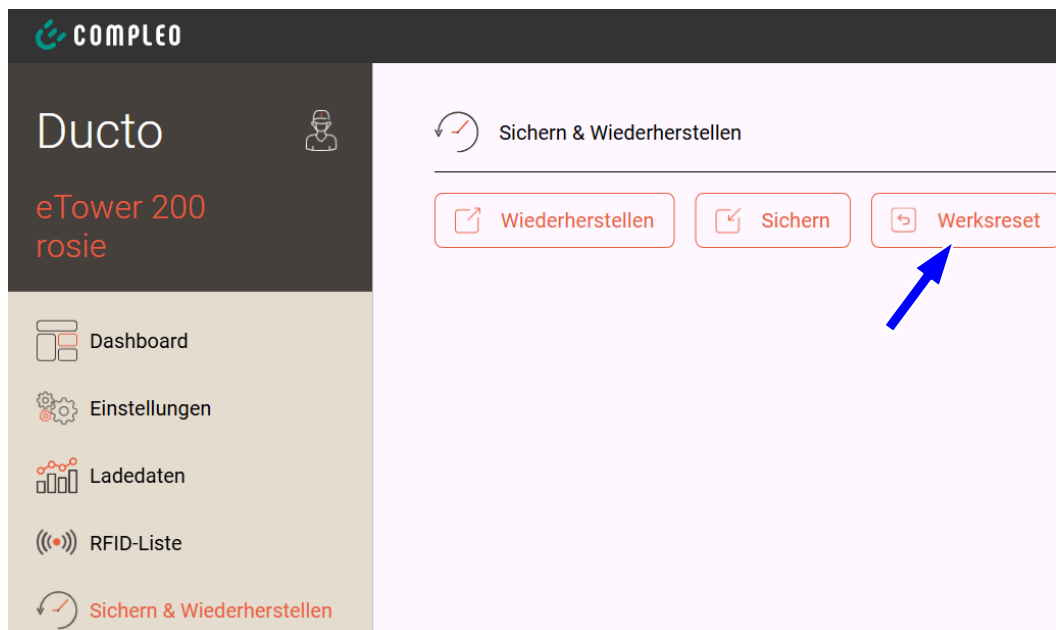 COMPLEO
Ducto
eTower 200
rosie
Dashboard
Einstellungen
Ladedaten
RFID-Liste
Sichern & Wiederherstellen
Sichern & Wiederherstellen
Wiederherstellen
Sichern
Werksreset